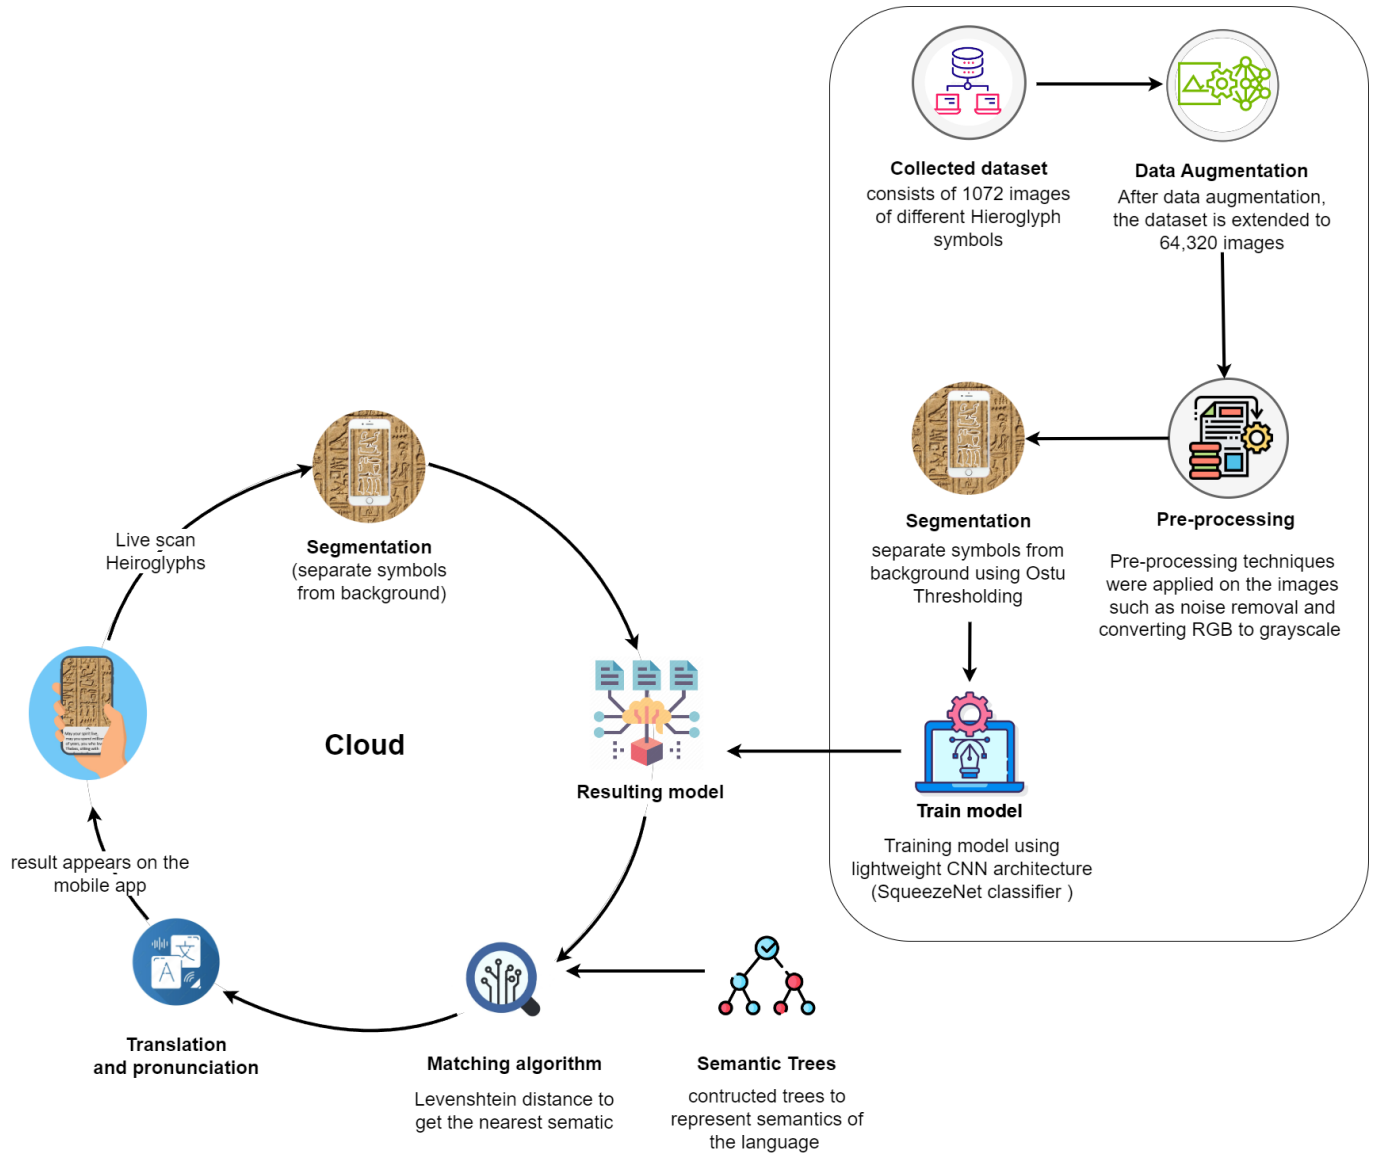 Collected dataset
consists of 1072 images
of different Hieroglyph
symbols
Data Augmentation
After data augmentation,
the dataset is extended to
64,320 images
Pre-processing
Pre-processing techniques
were applied on the images
such as noise removal and
converting RGB to grayscale
Segmentation
separate symbols from
background using Ostu
Thresholding
Train model
Training model using
lightweight CNN architecture
(SqueezeNet classifier )
Live scan
Heiroglyphs
Segmentation
(separate symbols
from background)
Cloud
Resulting model
result appears on the
mobile app
Translation
and pronunciation
文
A
Matching algorithm
Levenshtein distance to
get the nearest sematic
Semantic Trees
contructed trees to
represent semantics of
the language